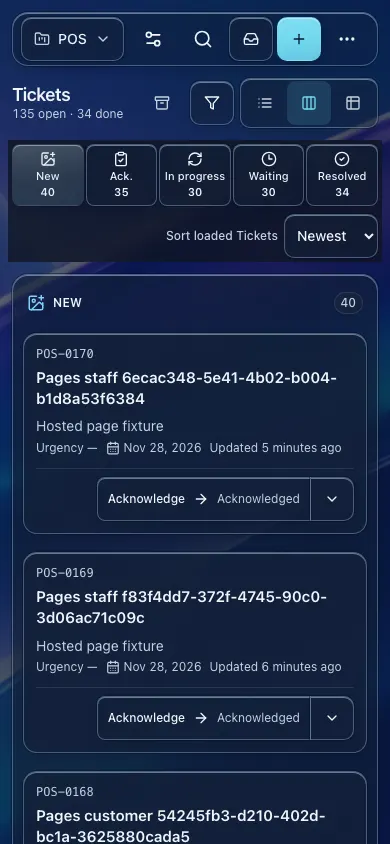 POS
Tickets
135 open · 34 done
New
40
Ack.
35
In progress
30
Waiting
30
Resolved
34
Sort loaded Tickets
Newest
NEW
40
POS-0170
Pages staff 6ecac348-5e41-4b02-b004-
b1d8a53f6384
Hosted page fixture
Urgency — Nov 28, 2026 Updated 5 minutes ago
Acknowledge → Acknowledged
POS-0169
Pages staff f83f4dd7-372f-4745-90c0-
3d06ac71c09c
Hosted page fixture
Urgency — Nov 28, 2026 Updated 6 minutes ago
Acknowledge → Acknowledged
POS-0168
Pages customer 54245fb3-d210-402d-
bc1a-3625880cada5